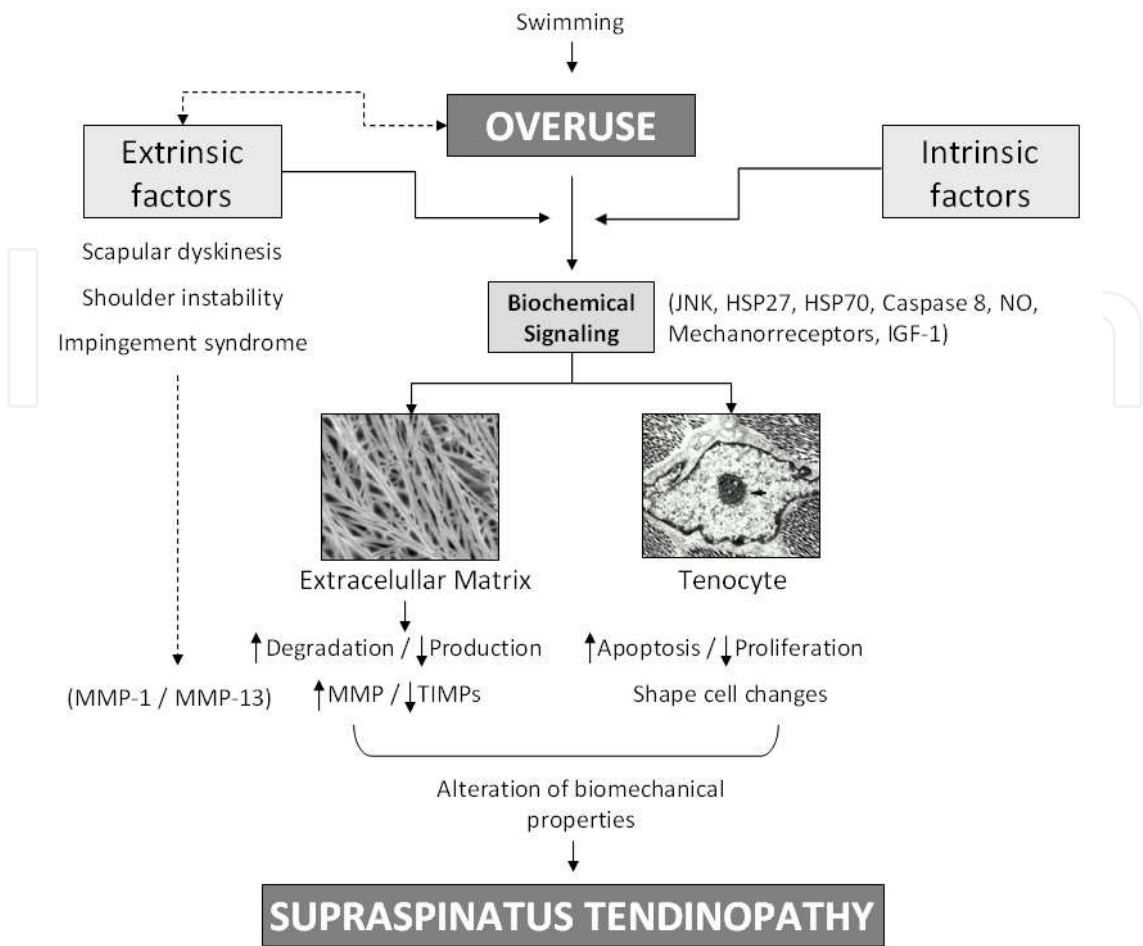 Swimming
OVERUSE
Extrinsic
factors
Intrinsic
factors
Scapular dyskinesis
Shoulder instability
Impingement syndrome
Biochemical
Signaling
(JNK, HSP27, HSP70, Caspase 8, NO,
Mechanorreceptors, IGF-1)
Extracelullar Matrix
Tenocyte
↑Degradation / ↓Production
↑Apoptosis / ↓Proliferation
(MMP-1 / MMP-13)
↑MMP / ↓TIMPs
Shape cell changes
Alteration of biomechanical
properties
SUPRASPINATUS TENDINOPATHY